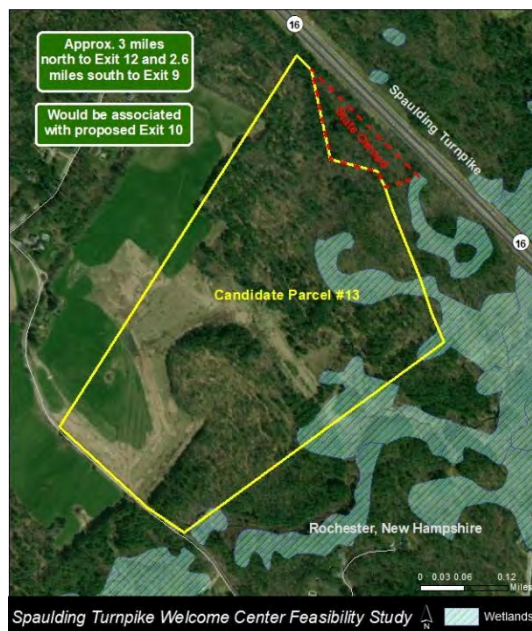 Approx. 3 miles
north to Exit 12 and 2.6
miles south to Exit 9
Would be associated
with proposed Exit 10
16
Spaulding Turnpike
State Owned
16
Candidate Parcel #13
Rochester, New Hampshire
0 0.03 0.06 0.12
Miles
Spaulding Turnpike Welcome Center Feasibility Study N Wetlands